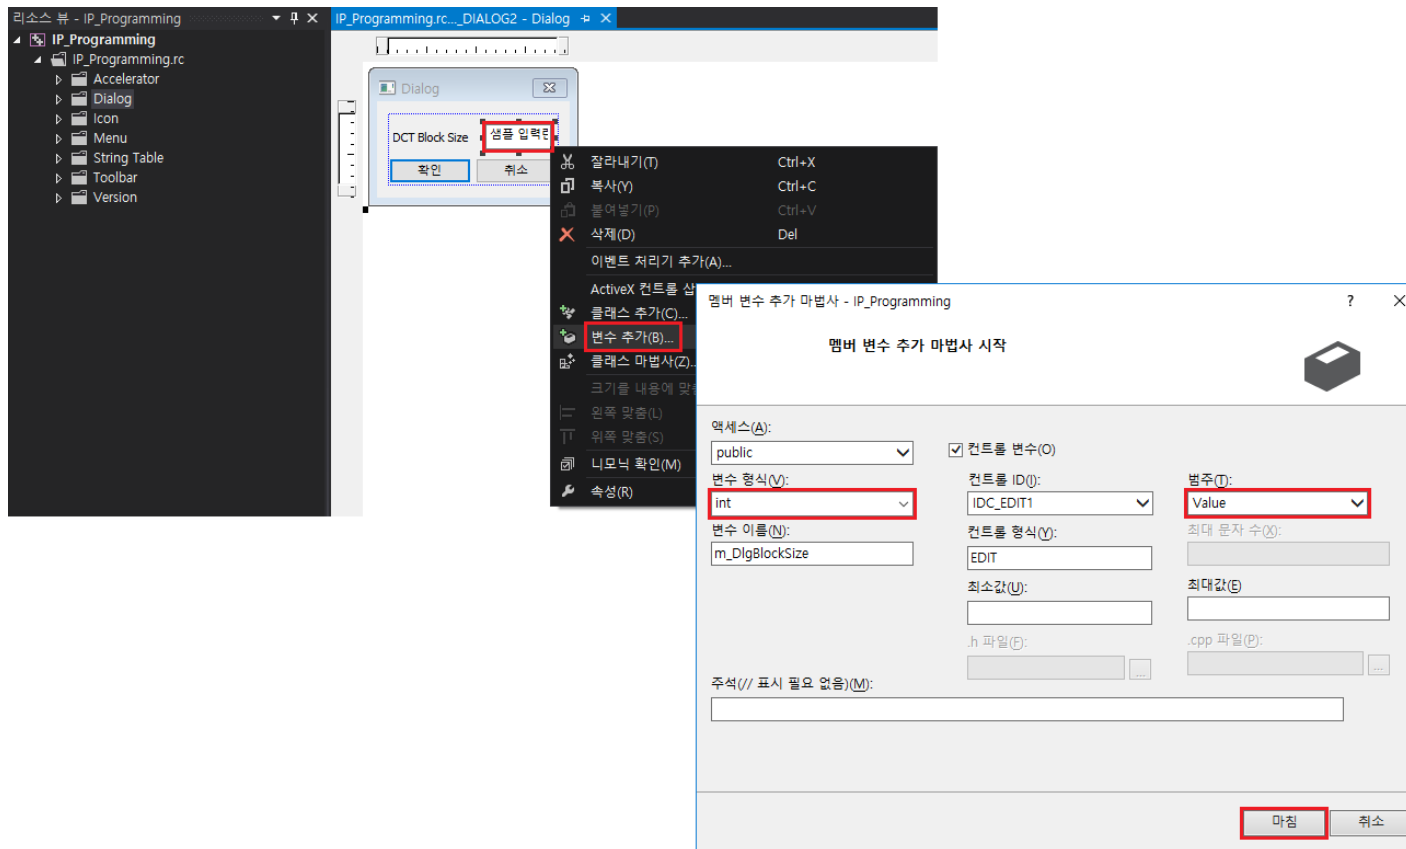 리소스 뷰 - IP_Programming
IP_Programming.rc..._DIALOG2 - Dialog
IP_Programming
IP_Programming.rc
Accelerator
Dialog
Icon
Menu
String Table
Toolbar
Version
Dialog
DCT Block Size 샘플 입력란
확인 취소
잘라내기(T) Ctrl+X
복사(Y) Ctrl+C
붙여넣기(P) Ctrl+V
삭제(D) Del
이벤트 처리기 추가(A)...
ActiveX 컨트롤 삽
클래스 추가(C)...
변수 추가(B)...
클래스 마법사(Z)..
크기를 내용에 맞
왼쪽 맞춤(L)
위쪽 맞춤(S)
니모닉 확인(M)
속성(R)
멤버 변수 추가 마법사 - IP_Programming
?
멤버 변수 추가 마법사 시작
액세스(A):
public
컨트롤 변수(O)
변수 형식(V): 컨트롤 ID(I): 범주(T):
int IDC_EDIT1 Value
변수 이름(N): 컨트롤 형식(Y): 최대 문자 수(X):
m_DlgBlockSize EDIT
최소값(U): 최대값(E)
.h 파일(F): .cpp 파일(P):
... ...
주석(// 표시 필요 없음)(M):
마침 취소